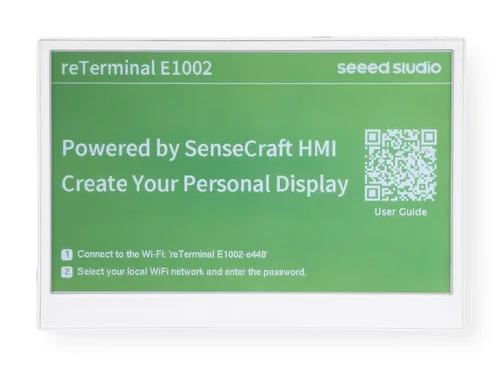 reTerminal E1002
seeed studio
Powered by SenseCraft HMI
Create Your Personal Display
User Guide
1 Connect to the Wi-Fi: 'reTerminal E1002-e448'
2 Select your local WiFi network and enter the password.